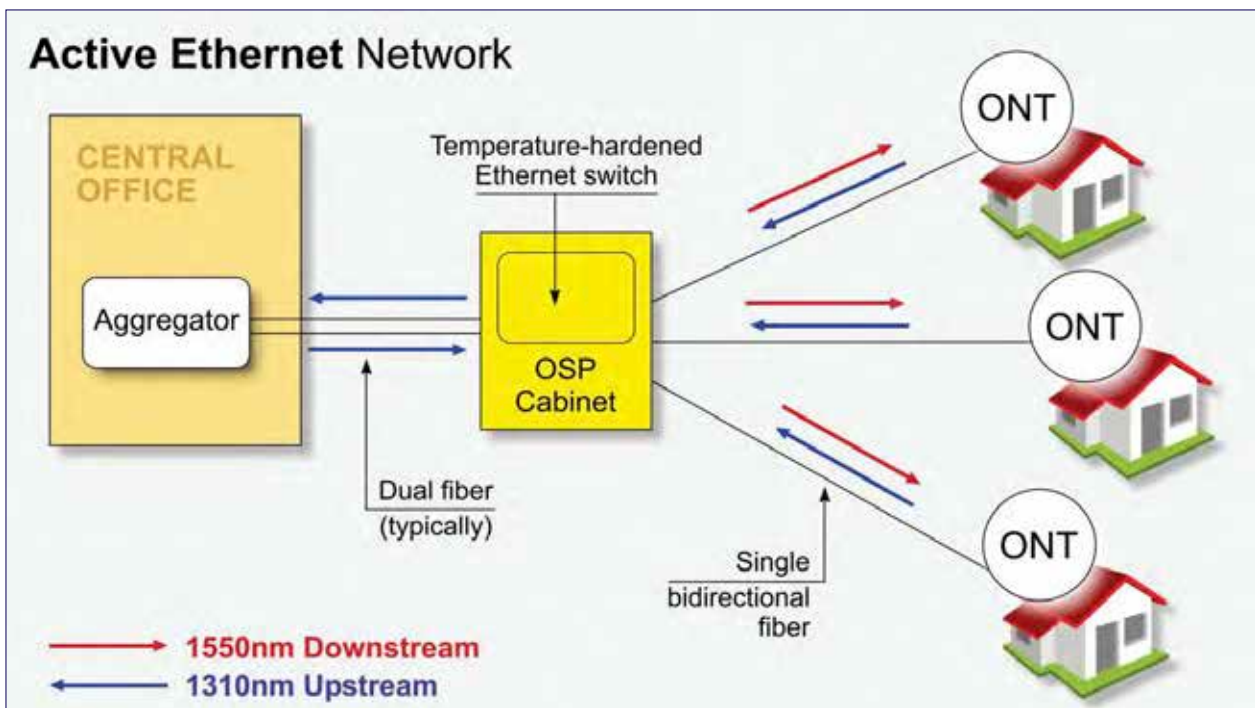 Active Ethernet Network
CENTRAL
OFFICE
Aggregator
Temperature-hardened
Ethernet switch
OSP
Cabinet
Dual fiber
(typically)
ONT
ONT
ONT
Single
bidirectional
fiber
1550nm Downstream
1310nm Upstream